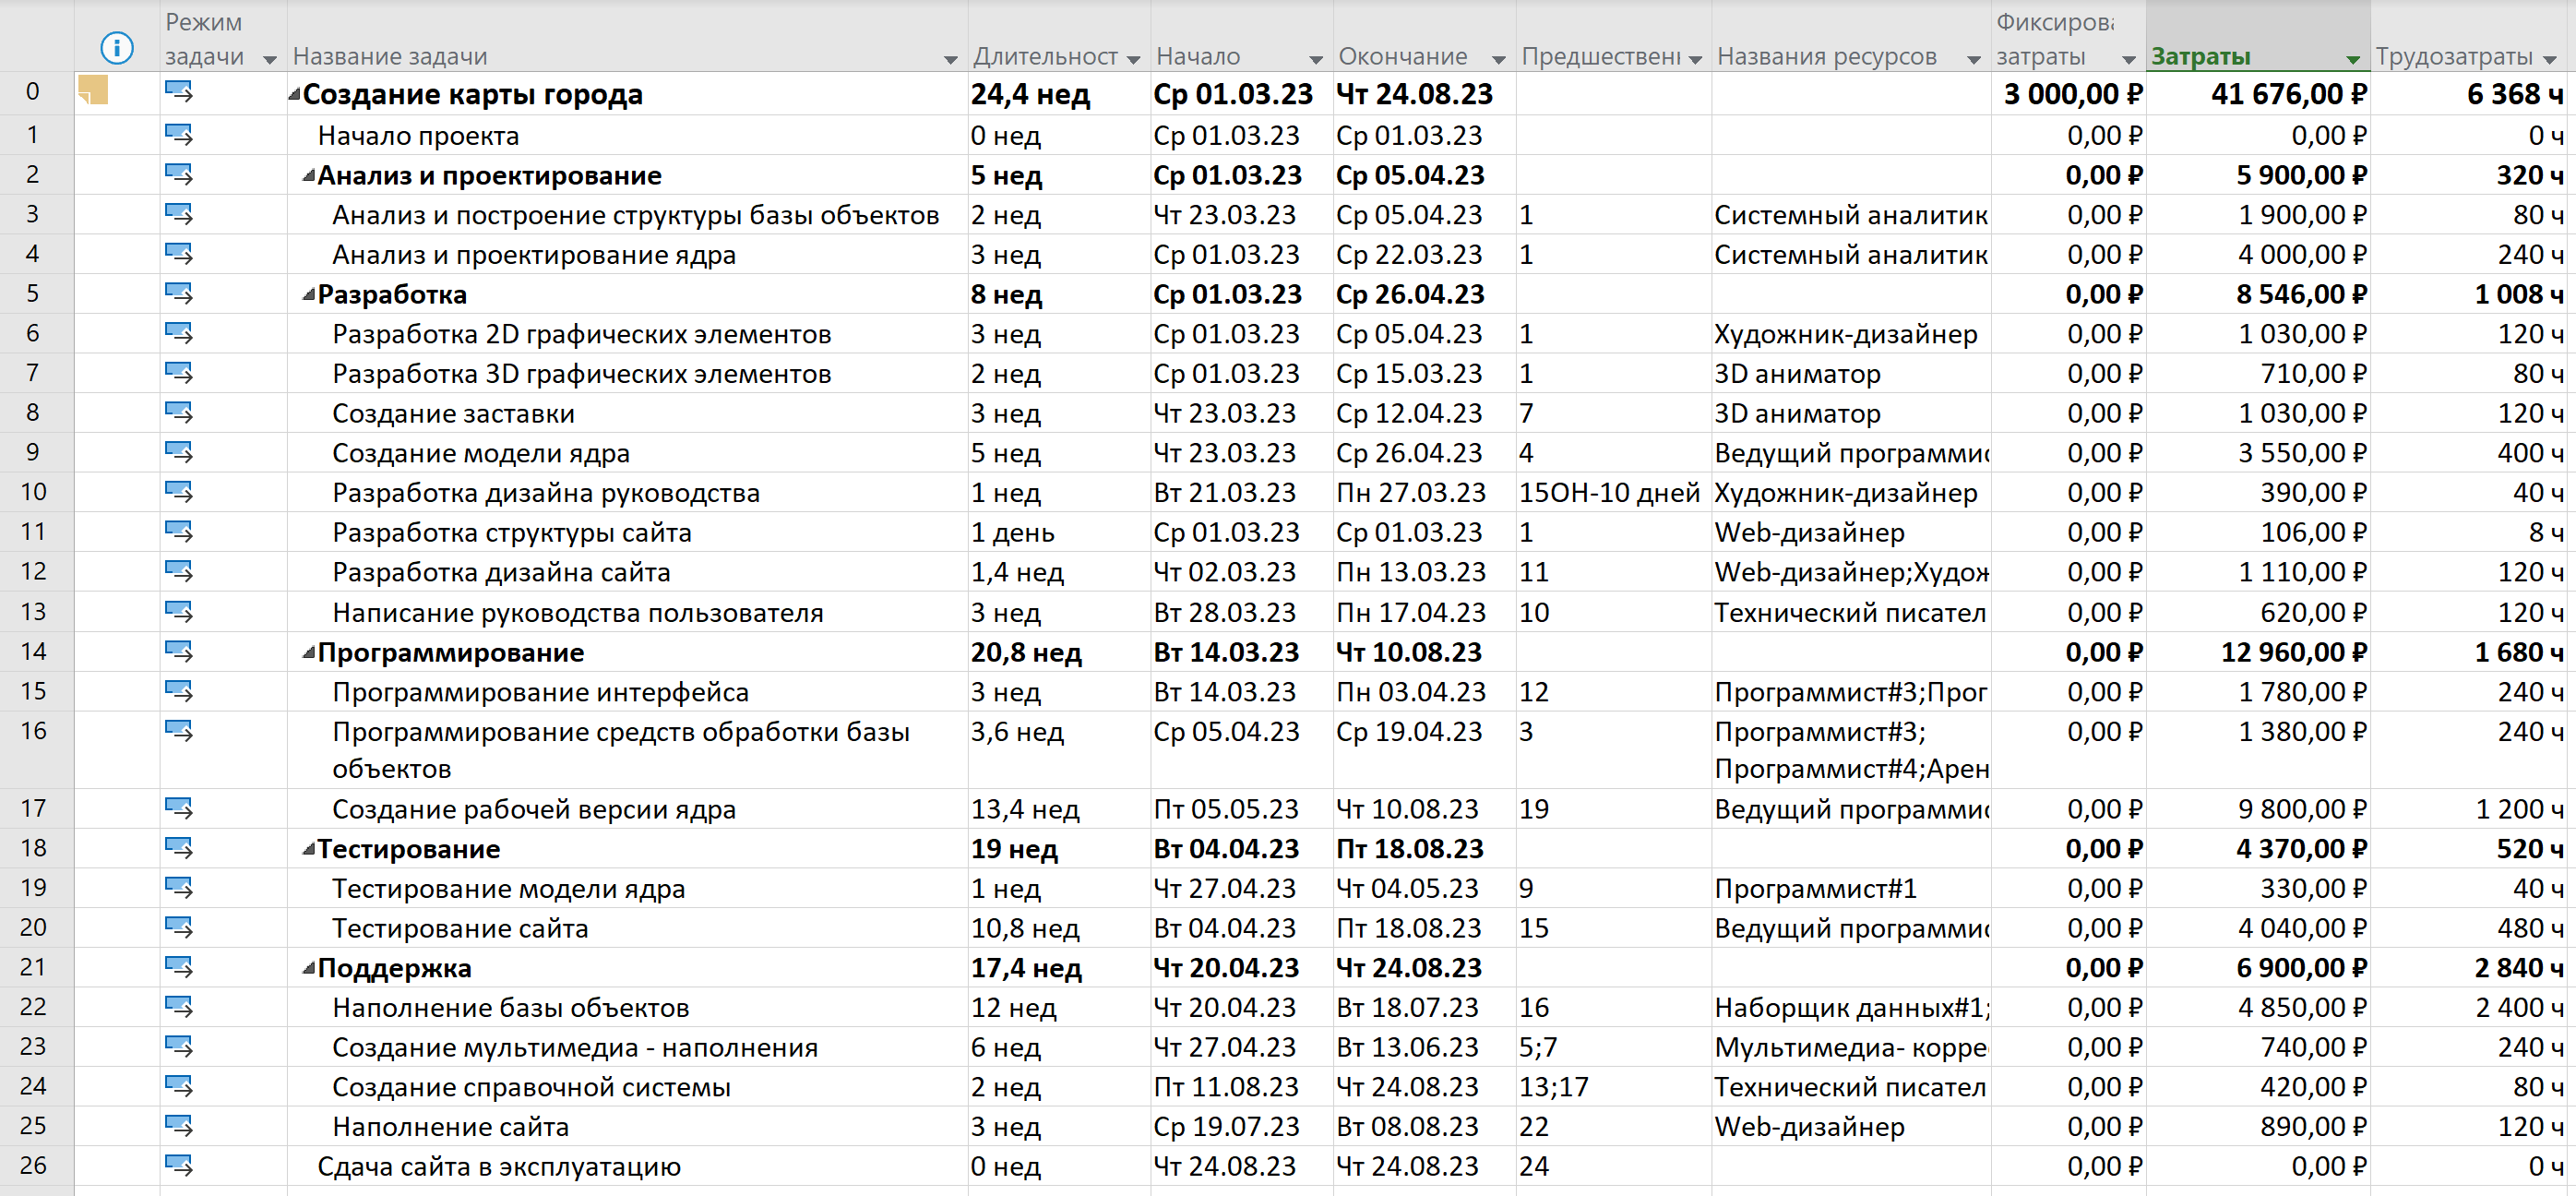 Режим задачи Название задачи Длительност Начало Окончание Предшествен Названия ресурсов Фиксирова затраты Затраты Трудозатраты
0 Создание карты города 24,4 нед Ср 01.03.23 Чт 24.08.23 3 000,00 ₽ 41 676,00 ₽ 6 368 ч
1 Начало проекта 0 нед Ср 01.03.23 Ср 01.03.23 0,00 ₽ 0,00 ₽ 0 ч
2 Анализ и проектирование 5 нед Ср 01.03.23 Ср 05.04.23 0,00 ₽ 5 900,00 ₽ 320 ч
3 Анализ и построение структуры базы объектов 2 нед Чт 23.03.23 Ср 05.04.23 1 Системный аналитик 0,00 ₽ 1 900,00 ₽ 80 ч
4 Анализ и проектирование ядра 3 нед Ср 01.03.23 Ср 22.03.23 1 Системный аналитик 0,00 ₽ 4 000,00 ₽ 240 ч
5 Разработка 8 нед Ср 01.03.23 Ср 26.04.23 0,00 ₽ 8 546,00 ₽ 1 008 ч
6 Разработка 2D графических элементов 3 нед Ср 01.03.23 Ср 05.04.23 1 Художник-дизайнер 0,00 ₽ 1 030,00 ₽ 120 ч
7 Разработка 3D графических элементов 2 нед Ср 01.03.23 Ср 15.03.23 1 3D аниматор 0,00 ₽ 710,00 ₽ 80 ч
8 Создание заставки 3 нед Чт 23.03.23 Ср 12.04.23 7 3D аниматор 0,00 ₽ 1 030,00 ₽ 120 ч
9 Создание модели ядра 5 нед Чт 23.03.23 Ср 26.04.23 4 Ведущий программис 0,00 ₽ 3 550,00 ₽ 400 ч
10 Разработка дизайна руководства 1 нед Вт 21.03.23 Пн 27.03.23 15ОН-10 дней Художник-дизайнер 0,00 ₽ 390,00 ₽ 40 ч
11 Разработка структуры сайта 1 день Ср 01.03.23 Ср 01.03.23 1 Web-дизайнер 0,00 ₽ 106,00 ₽ 8 ч
12 Разработка дизайна сайта 1,4 нед Чт 02.03.23 Пн 13.03.23 11 Web-дизайнер;Худож 0,00 ₽ 1 110,00 ₽ 120 ч
13 Написание руководства пользователя 3 нед Вт 28.03.23 Пн 17.04.23 10 Технический писател 0,00 ₽ 620,00 ₽ 120 ч
14 Программирование 20,8 нед Вт 14.03.23 Чт 10.08.23 0,00 ₽ 12 960,00 ₽ 1 680 ч
15 Программирование интерфейса 3 нед Вт 14.03.23 Пн 03.04.23 12 Программист#3;Прог 0,00 ₽ 1 780,00 ₽ 240 ч
16 Программирование средств обработки базы 3,6 нед Ср 05.04.23 Ср 19.04.23 3 Программист#3; 0,00 ₽ 1 380,00 ₽ 240 ч
объектов Программист#4;Арен
17 Создание рабочей версии ядра 13,4 нед Пт 05.05.23 Чт 10.08.23 19 Ведущий программис 0,00 ₽ 9 800,00 ₽ 1 200 ч
18 Тестирование 19 нед Вт 04.04.23 Пт 18.08.23 0,00 ₽ 4 370,00 ₽ 520 ч
19 Тестирование модели ядра 1 нед Чт 27.04.23 Чт 04.05.23 9 Программист#1 0,00 ₽ 330,00 ₽ 40 ч
20 Тестирование сайта 10,8 нед Вт 04.04.23 Пт 18.08.23 15 Ведущий программис 0,00 ₽ 4 040,00 ₽ 480 ч
21 Поддержка 17,4 нед Чт 20.04.23 Чт 24.08.23 0,00 ₽ 6 900,00 ₽ 2 840 ч
22 Наполнение базы объектов 12 нед Чт 20.04.23 Вт 18.07.23 16 Наборщик данных#1; 0,00 ₽ 4 850,00 ₽ 2 400 ч
23 Создание мультимедиа - наполнения 6 нед Чт 27.04.23 Вт 13.06.23 5;7 Мультимедиа- корре 0,00 ₽ 740,00 ₽ 240 ч
24 Создание справочной системы 2 нед Пт 11.08.23 Чт 24.08.23 13;17 Технический писател 0,00 ₽ 420,00 ₽ 80 ч
25 Наполнение сайта 3 нед Ср 19.07.23 Вт 08.08.23 22 Web-дизайнер 0,00 ₽ 890,00 ₽ 120 ч
26 Сдача сайта в эксплуатацию 0 нед Чт 24.08.23 Чт 24.08.23 24 0,00 ₽ 0,00 ₽ 0 ч